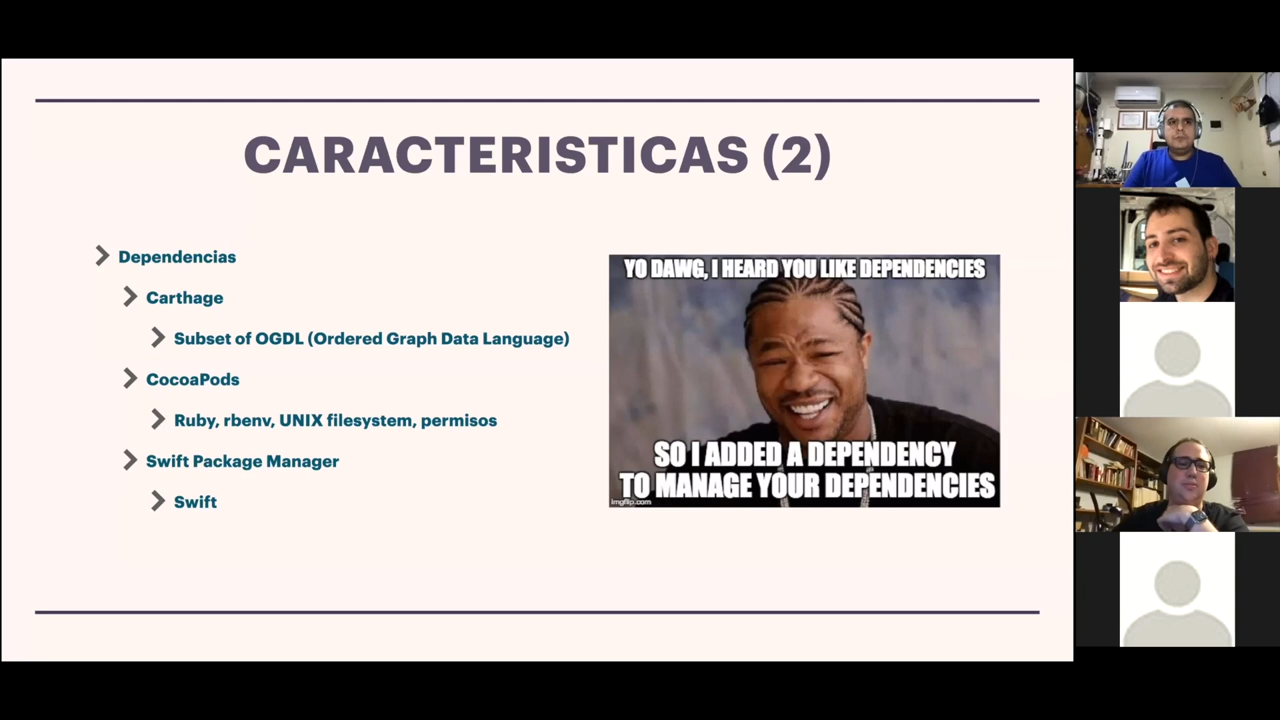 CARACTERISTICAS (2)
Dependencias
Carthage
Subset of OGDL (Ordered Graph Data Language)
CocoaPods
Ruby, rbenv, UNIX filesystem, permisos
Swift Package Manager
Swift
YO DAWG, I HEARD YOU LIKE DEPENDENCIES
SO I ADDED A DEPENDENCY
TO MANAGE YOUR DEPENDENCIES
imgflip.com